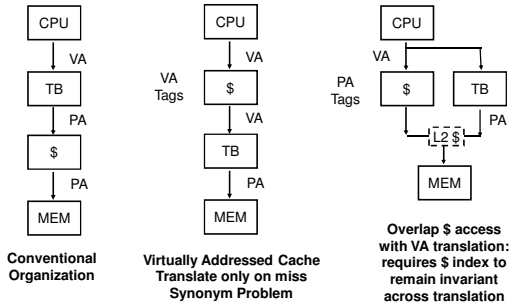 CPU
VA
TB
PA
$
PA
MEM
Conventional
Organization
CPU
VA
VA
Tags
$
VA
TB
PA
MEM
Virtually Addressed Cache
Translate only on miss
Synonym Problem
CPU
VA
PA
Tags
$
TB
PA
L2 $
MEM
Overlap $ access
with VA translation:
requires $ index to
remain invariant
across translation